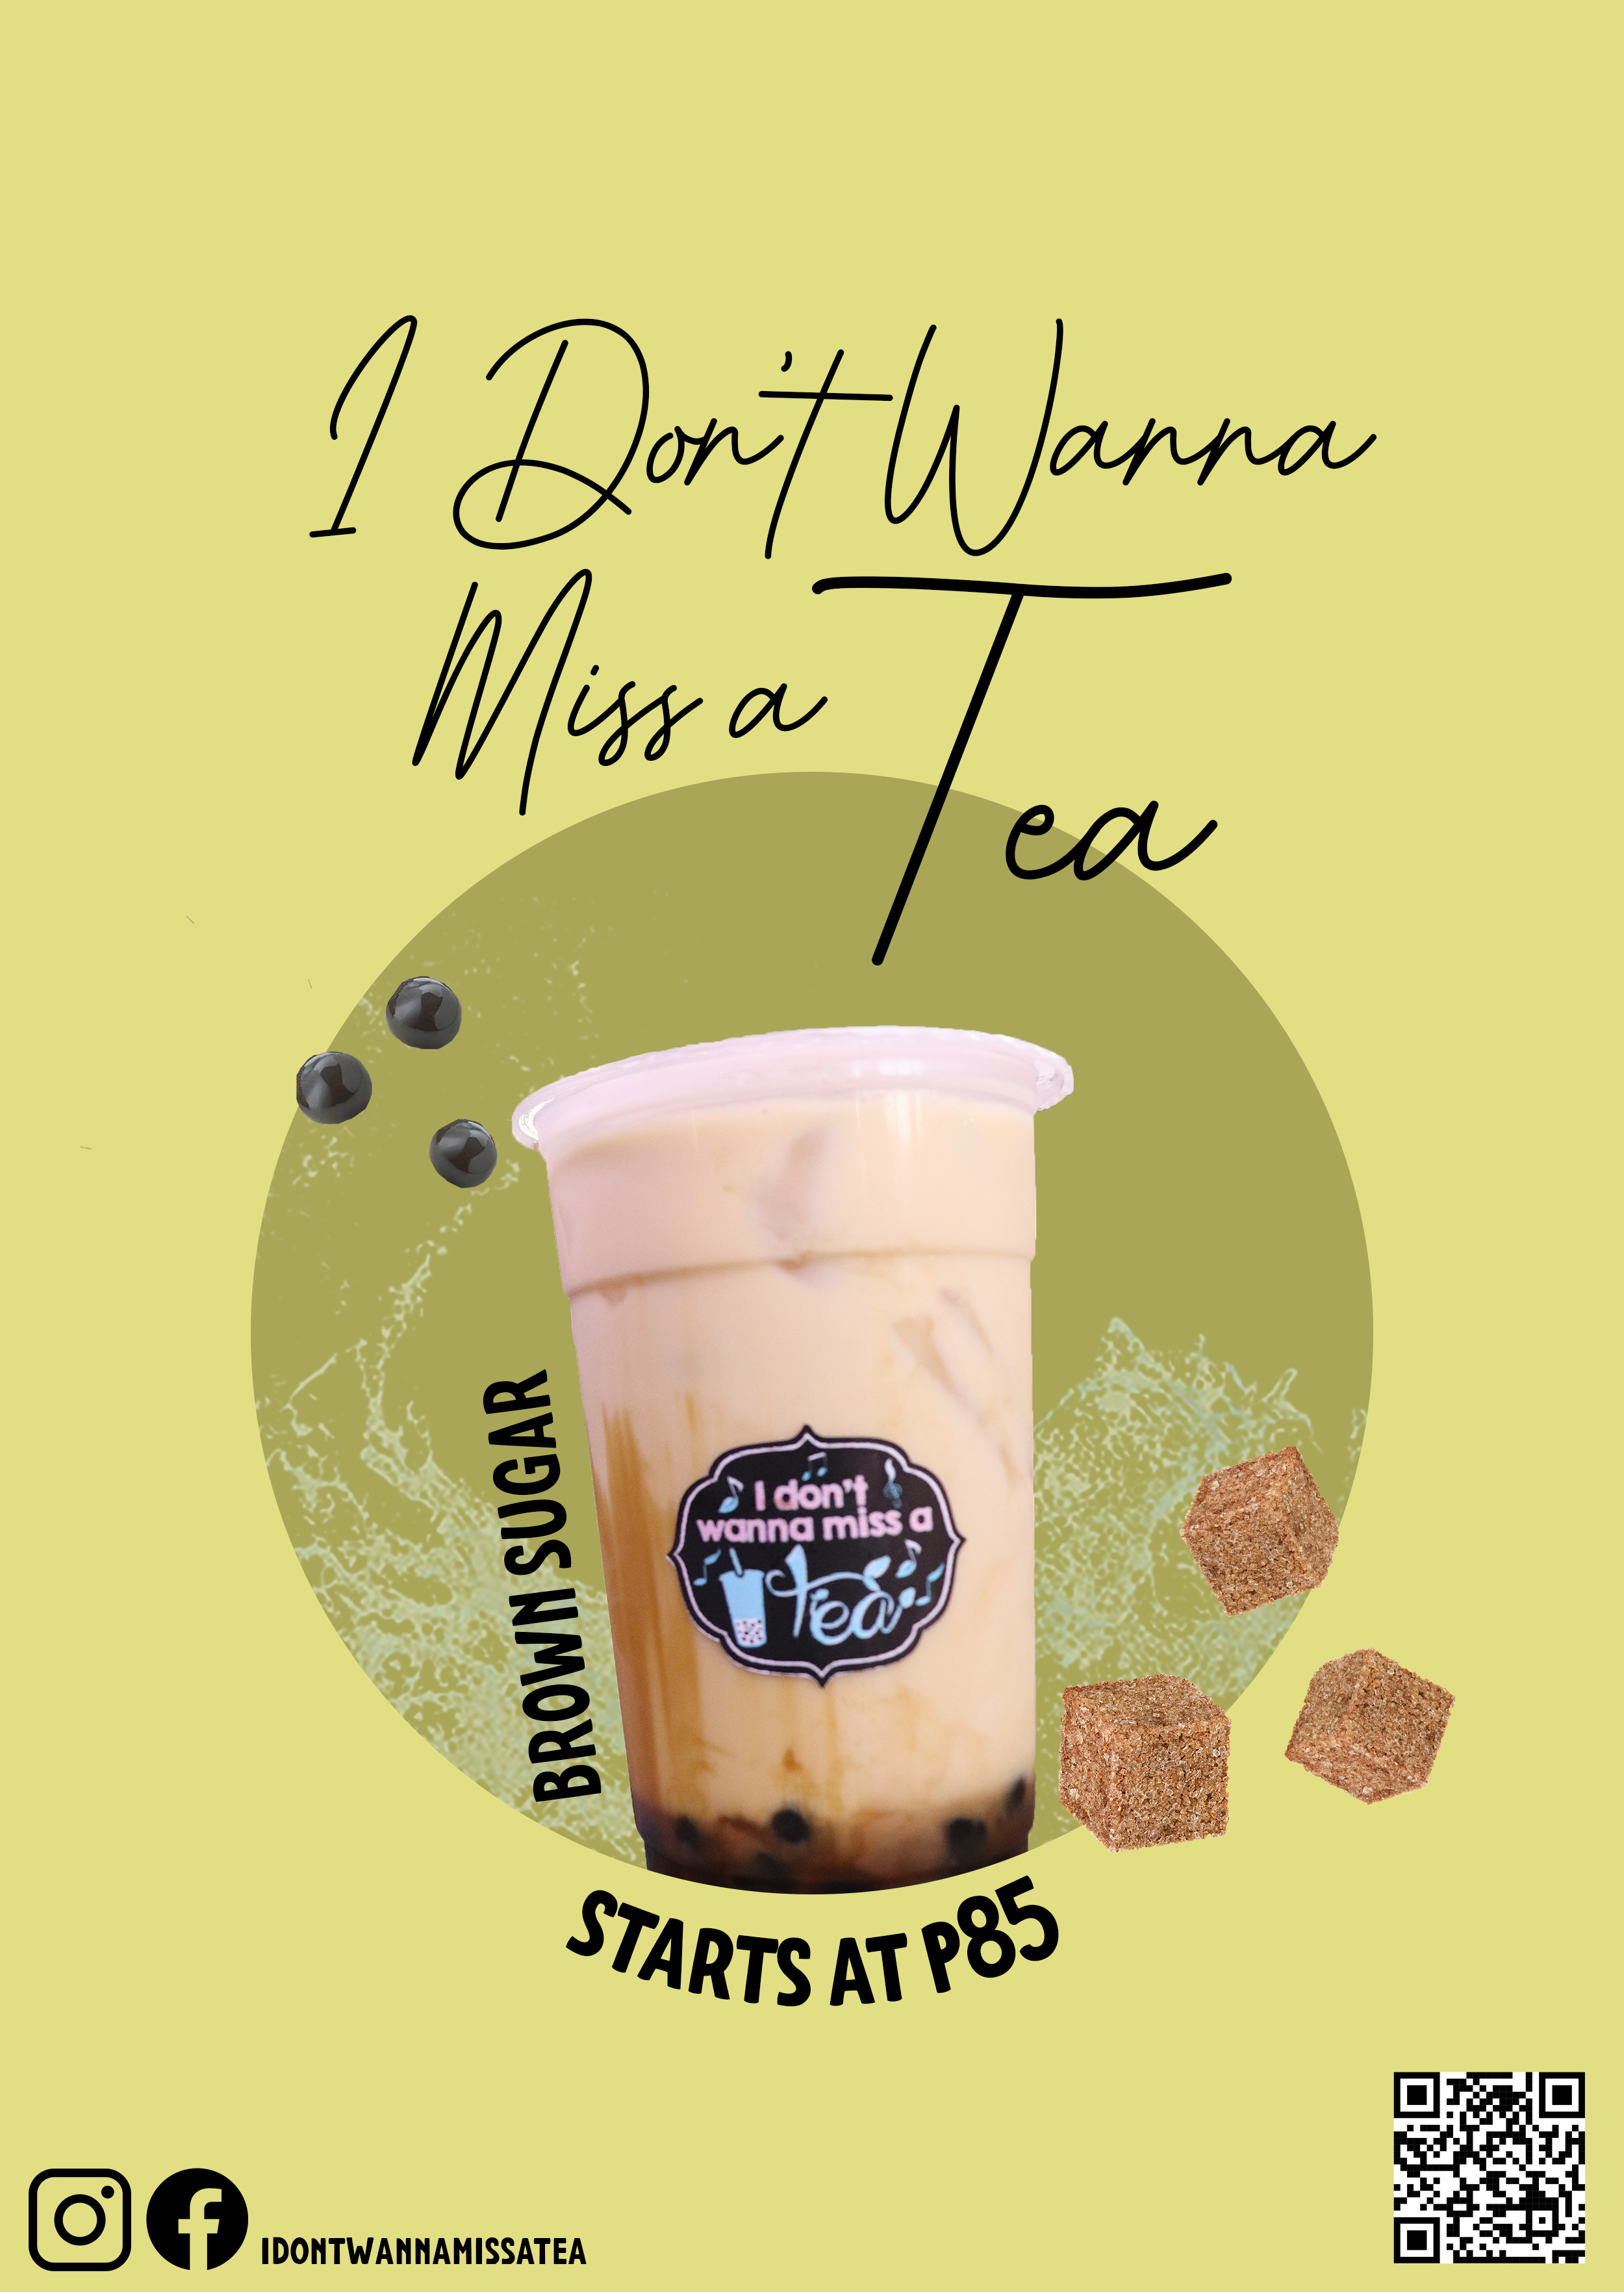 I Don't Wanna
Miss a Tea
BROWN SUGAR
I don't
wanna miss a
tea
STARTS AT P85
IDONTWANNAMISSATEA